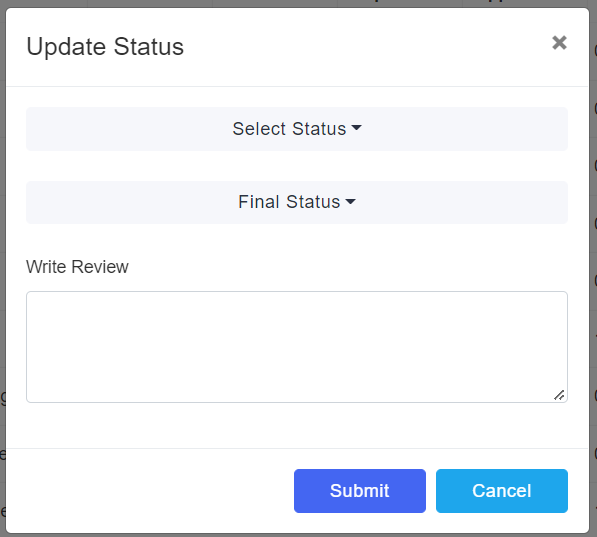 Update Status
Select Status
Final Status
Write Review
Submit
Cancel